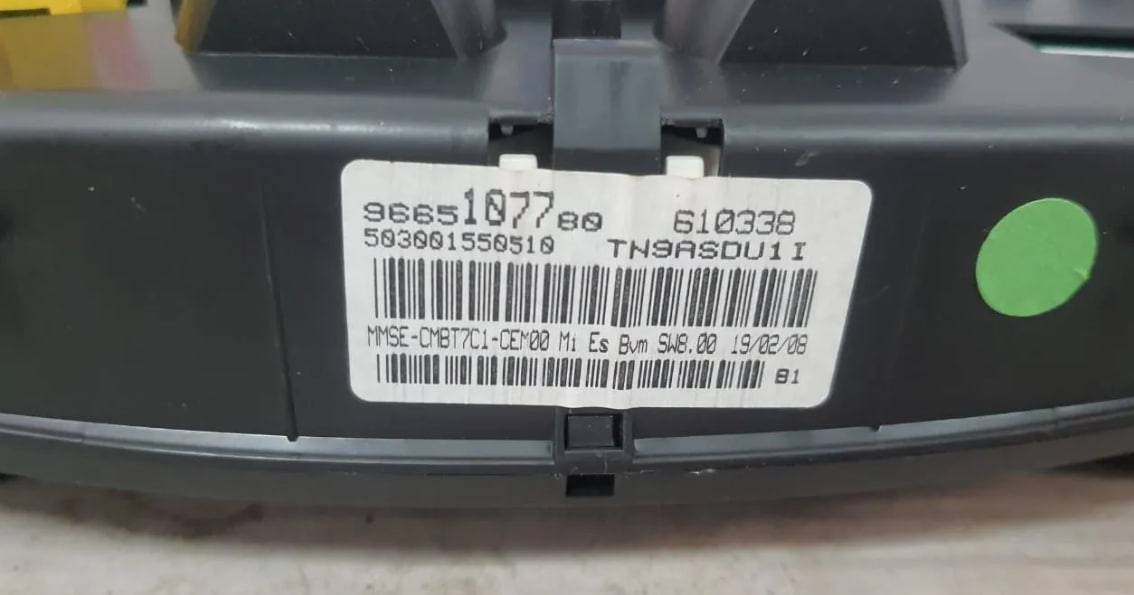 9665107780 610338
503001550510 TN9ASDU1I
MMSE-CMBT7C1-CEM00 Mi Es Bvm SW8.00 19/02/08
B1